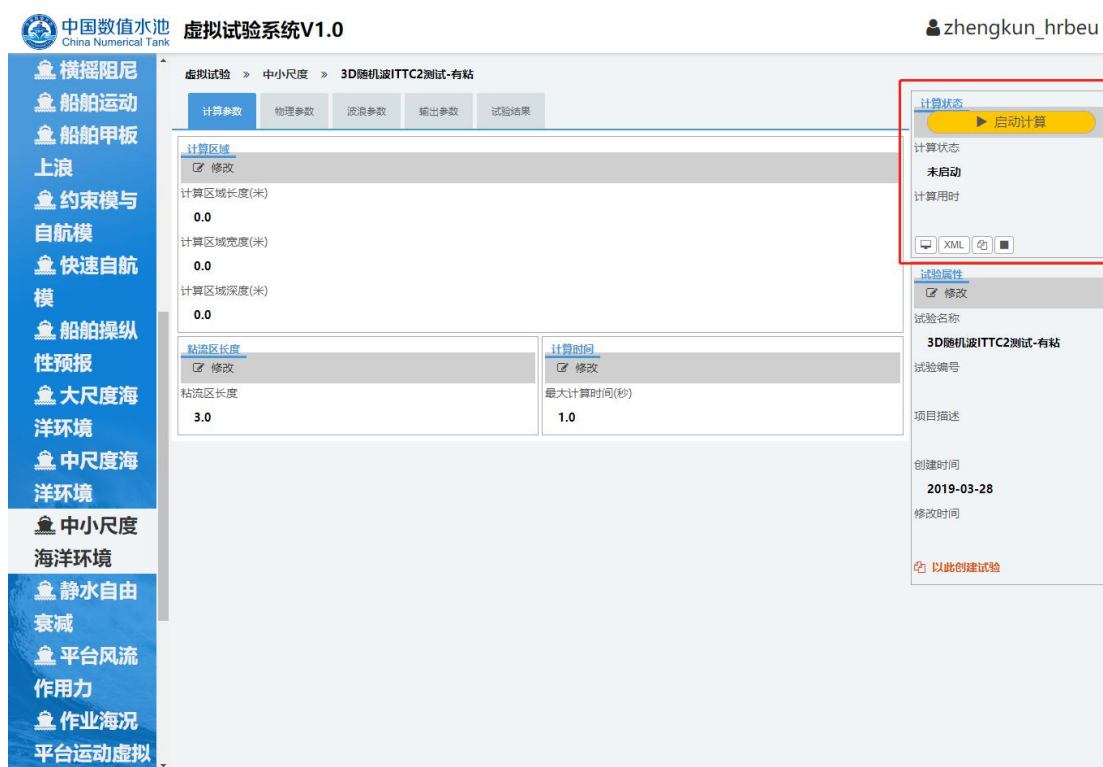 中国数值水池
China Numerical Tank
虚拟试验系统V1.0
zhengkun_hrbeu
横摇阻尼
船舶运动
船舶甲板
上浪
约束模与
自航模
快速自航
模
船舶操纵
性预报
大尺度海
洋环境
中尺度海
洋环境
中小尺度
海洋环境
静水自由
衰减
平台风流
作用力
作业海况
平台运动虚拟
虚拟试验 » 中小尺度 » 3D随机波ITTC2测试-有粘
计算参数 物理参数 波浪参数 输出参数 试验结果
计算区域
修改
计算区域长度(米)
0.0
计算区域宽度(米)
0.0
计算区域深度(米)
0.0
粘流区长度
修改
粘流区长度
3.0
计算时间
修改
最大计算时间(秒)
1.0
计算状态
启动计算
计算状态
未启动
计算用时
XML
试验属性
修改
试验名称
3D随机波ITTC2测试-有粘
试验编号
项目描述
创建时间
2019-03-28
修改时间
以此创建试验